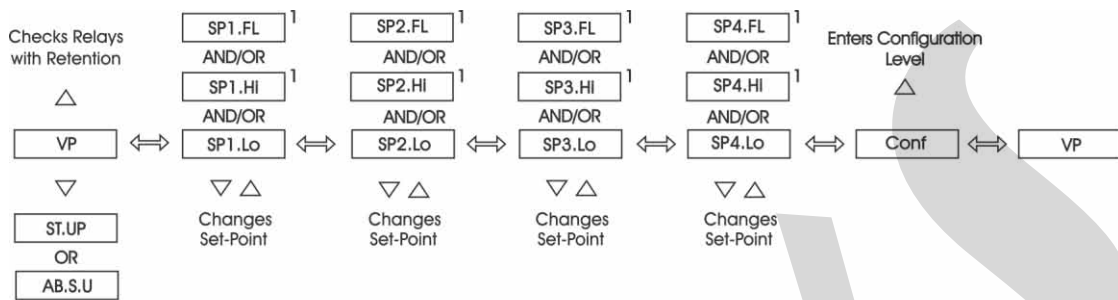 SP1.FL 1 SP2.FL 1 SP3.FL 1 SP4.FL 1
Checks Relays
with Retention
AND/OR AND/OR AND/OR AND/OR
Enters Configuration
Level
SP1.HI 1 SP2.HI 1 SP3.HI 1 SP4.HI 1
AND/OR AND/OR AND/OR AND/OR
VP SP1.Lo SP2.Lo SP3.Lo SP4.Lo Conf VP
Changes
Set-Point
Changes
Set-Point
Changes
Set-Point
Changes
Set-Point
ST.UP
OR
AB.S.U